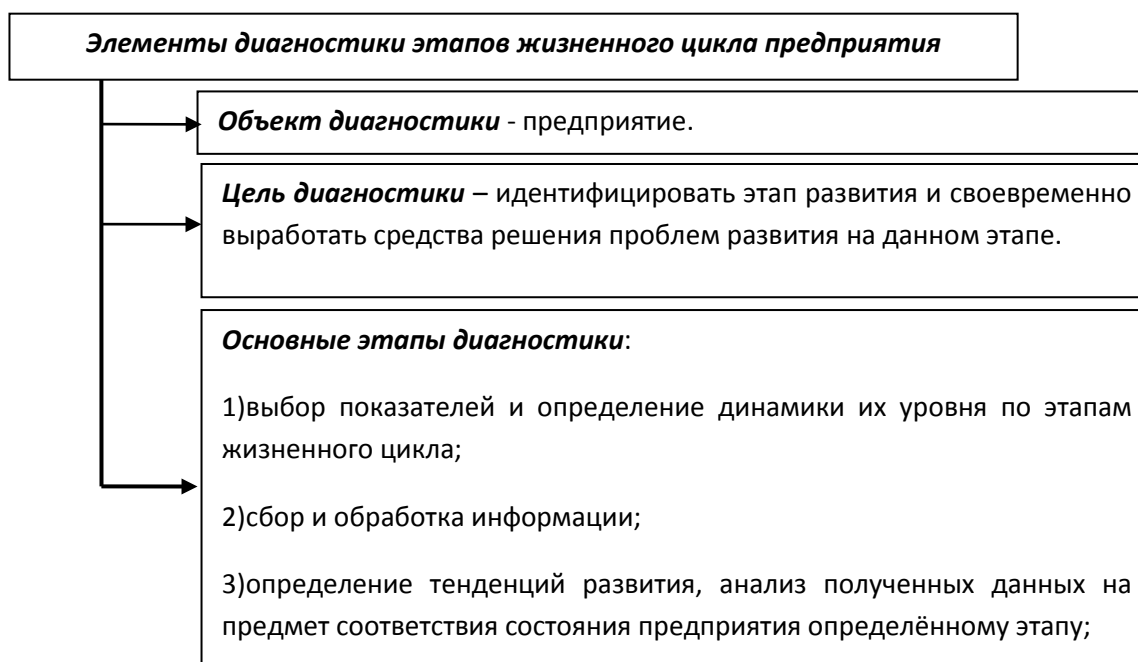 Элементы диагностики этапов жизненного цикла предприятия
Объект диагностики - предприятие.
Цель диагностики – идентифицировать этап развития и своевременно
выработать средства решения проблем развития на данном этапе.
Основные этапы диагностики:
1)выбор показателей и определение динамики их уровня по этапам
жизненного цикла;
2)сбор и обработка информации;
3)определение тенденций развития, анализ полученных данных на
предмет соответствия состояния предприятия определённому этапу;